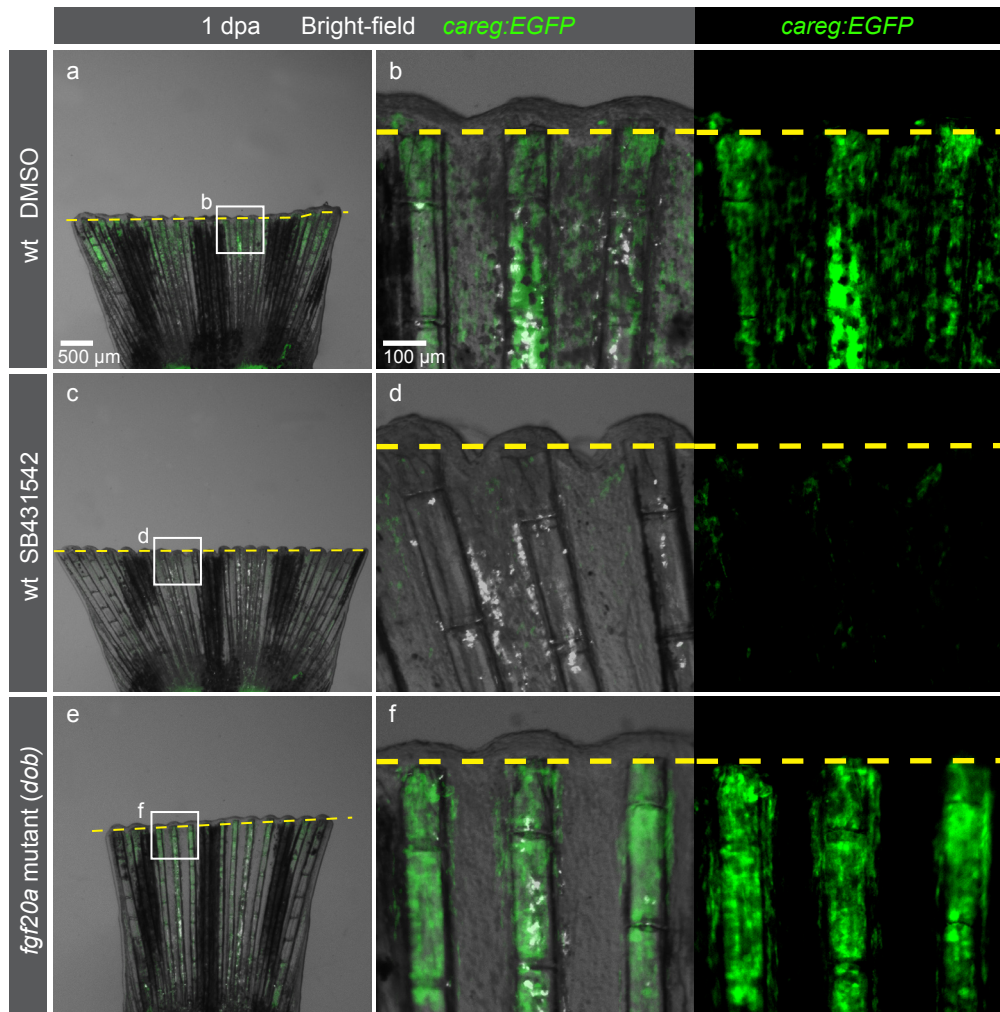 1 dpa Bright-field careg:EGFP careg:EGFP
wt DMSO
a
b
b
500 µm
100 µm
wt SB431542
c
d
d
fgf20a mutant (dob)
e
f
f